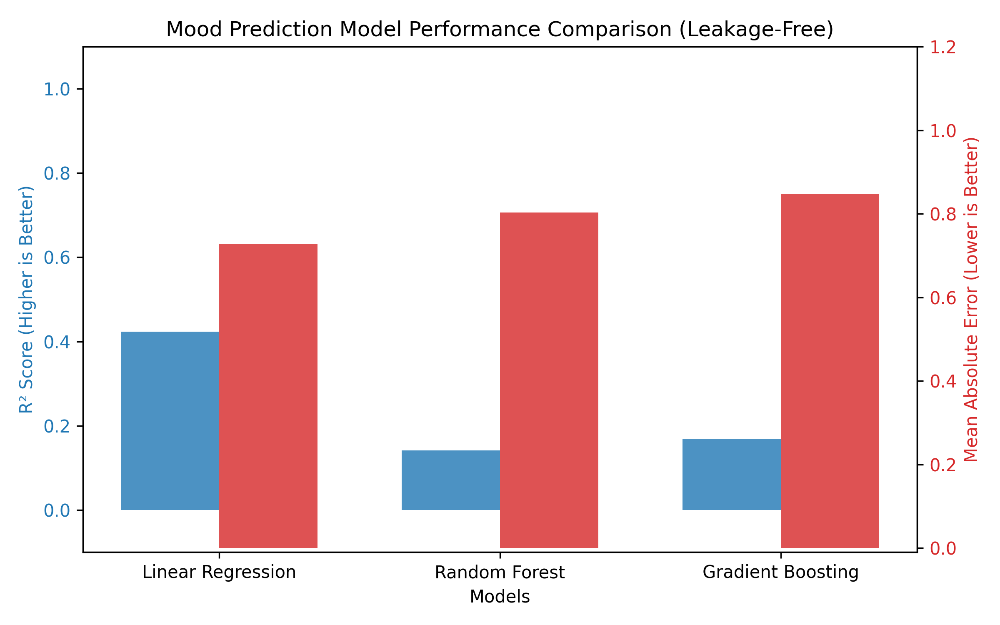 Mood Prediction Model Performance Comparison (Leakage-Free)
R² Score (Higher is Better)
1.0
0.8
0.6
0.4
0.2
0.0
1.2
1.0
0.8
0.6
0.4
0.2
0.0
Mean Absolute Error (Lower is Better)
Linear Regression
Random Forest
Gradient Boosting
Models